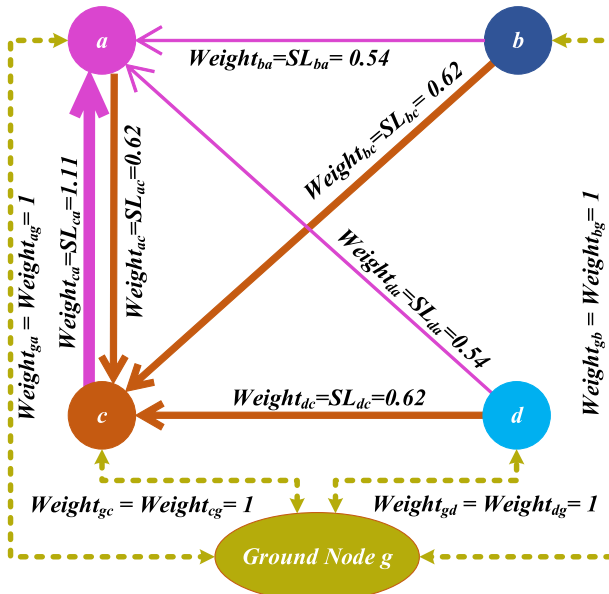 a
b
Weight_ba=SL_ba= 0.54
Weight_bc=SL_bc= 0.62
Weight_ac=SL_ac=0.62
Weight_ca=SL_ca=1.11
Weight_ga = Weight_ag= 1
Weight_gb = Weight_bg= 1
Weight_da=SL_da=0.54
Weight_dc=SL_dc=0.62
c
d
Weight_gc = Weight_cg= 1
Weight_gd = Weight_dg= 1
Ground Node g